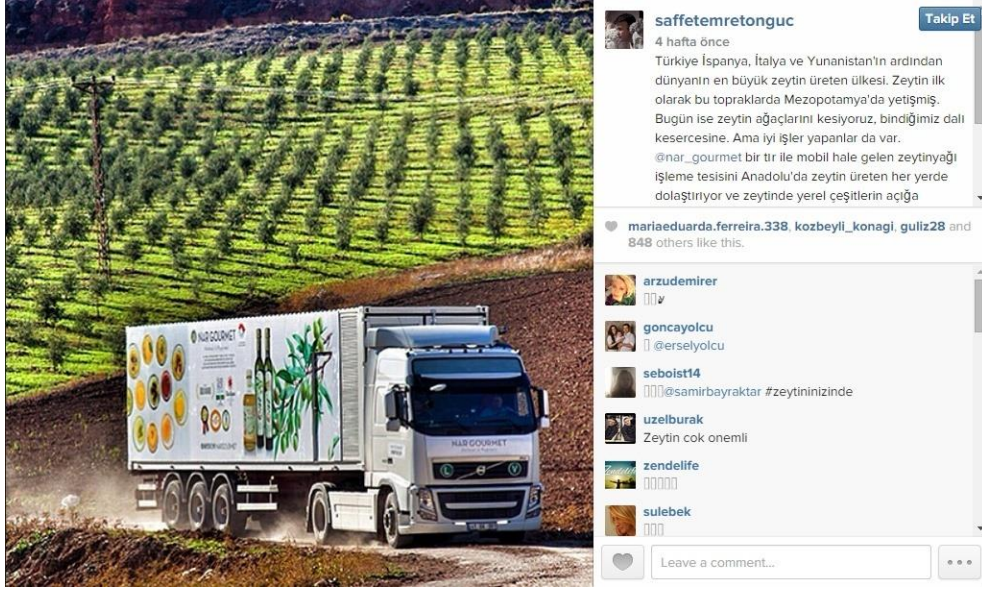 saffetemretonguc
Takip Et
4 hafta önce
Türkiye İspanya, İtalya ve Yunanistan'ın ardından
dünyanın en büyük zeytin üreten ülkesi. Zeytin ilk
olarak bu topraklarda Mezopotamya'da yetişmiş.
Bugün ise zeytin ağaçlarını kesiyoruz, bindiğimiz dalı
kesercesine. Ama iyi işler yapanlar da var.
@nar_gourmet bir tır ile mobil hale gelen zeytinyağı
işleme tesisini Anadolu'da zeytin üreten her yerde
dolaştırıyor ve zeytinde yerel çeşitlerin açığa
mariaeduarda.ferreira.338, kozbeyli_konagi, guliz28 and
848 others like this.
arzudemirer
goncayolcu
@erselyolcu
seboist14
@samirbayraktar #zeytininizinde
uzelburak
Zeytin cok onemli
zendelife
sulebek
Leave a comment...
NAR GOURMET
NAR GOURMET
VOLVO